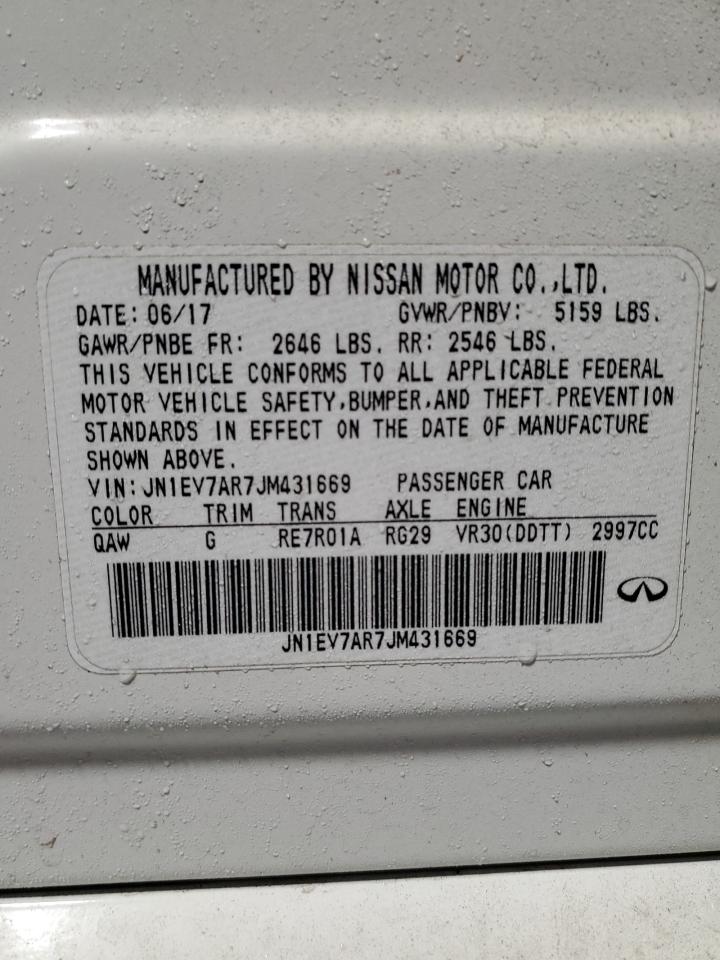 MANUFACTURED BY NISSAN MOTOR CO.,LTD.
DATE: 06/17 GVWR/PNBV: 5159 LBS.
GAWR/PNBE FR: 2646 LBS. RR: 2546 LBS.
THIS VEHICLE CONFORMS TO ALL APPLICABLE FEDERAL
MOTOR VEHICLE SAFETY,BUMPER,AND THEFT PREVENTION
STANDARDS IN EFFECT ON THE DATE OF MANUFACTURE
SHOWN ABOVE.
VIN: JN1EV7AR7JM431669 PASSENGER CAR
COLOR TRIM TRANS AXLE ENGINE
QAW G RE7R01A RG29 VR30(DDTT) 2997CC
JN1EV7AR7JM431669